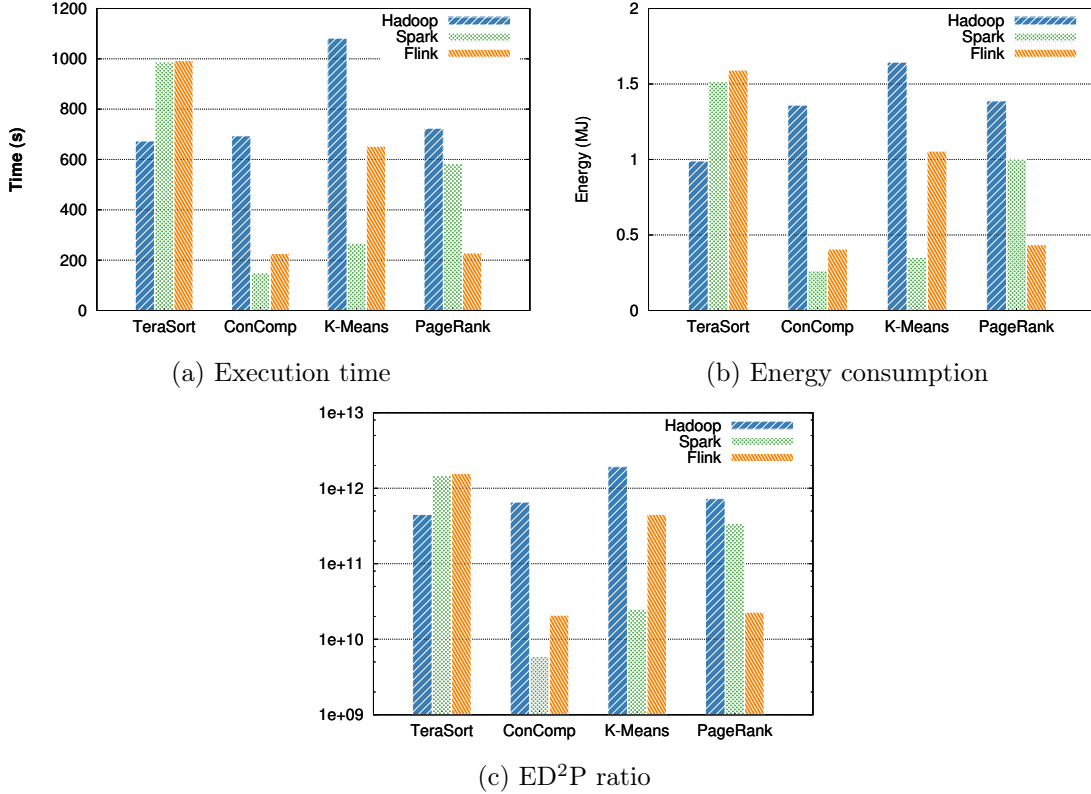 1200
1000
800
600
400
200
0
Time (s)
Hadoop
Spark
Flink
TeraSort ConComp K-Means PageRank
(a) Execution time
2
1.5
1
0.5
0
Energy (MJ)
Hadoop
Spark
Flink
TeraSort ConComp K-Means PageRank
(b) Energy consumption
1e+13
1e+12
1e+11
1e+10
1e+09
Hadoop
Spark
Flink
TeraSort ConComp K-Means PageRank
(c) ED²P ratio